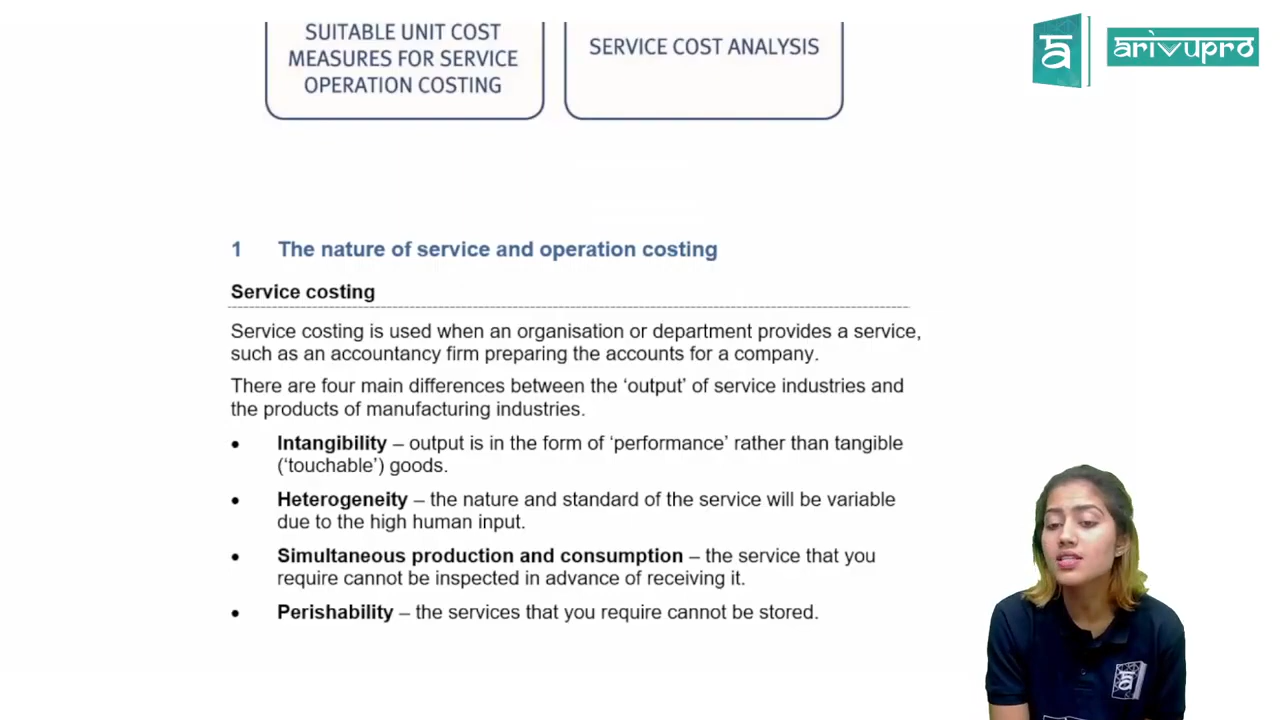 SUITABLE UNIT COST
MEASURES FOR SERVICE
OPERATION COSTING
SERVICE COST ANALYSIS
arivupro
1 The nature of service and operation costing
Service costing
Service costing is used when an organisation or department provides a service,
such as an accountancy firm preparing the accounts for a company.
There are four main differences between the ‘output’ of service industries and
the products of manufacturing industries.
• Intangibility – output is in the form of ‘performance’ rather than tangible
(‘touchable’) goods.
• Heterogeneity – the nature and standard of the service will be variable
due to the high human input.
• Simultaneous production and consumption – the service that you
require cannot be inspected in advance of receiving it.
• Perishability – the services that you require cannot be stored.